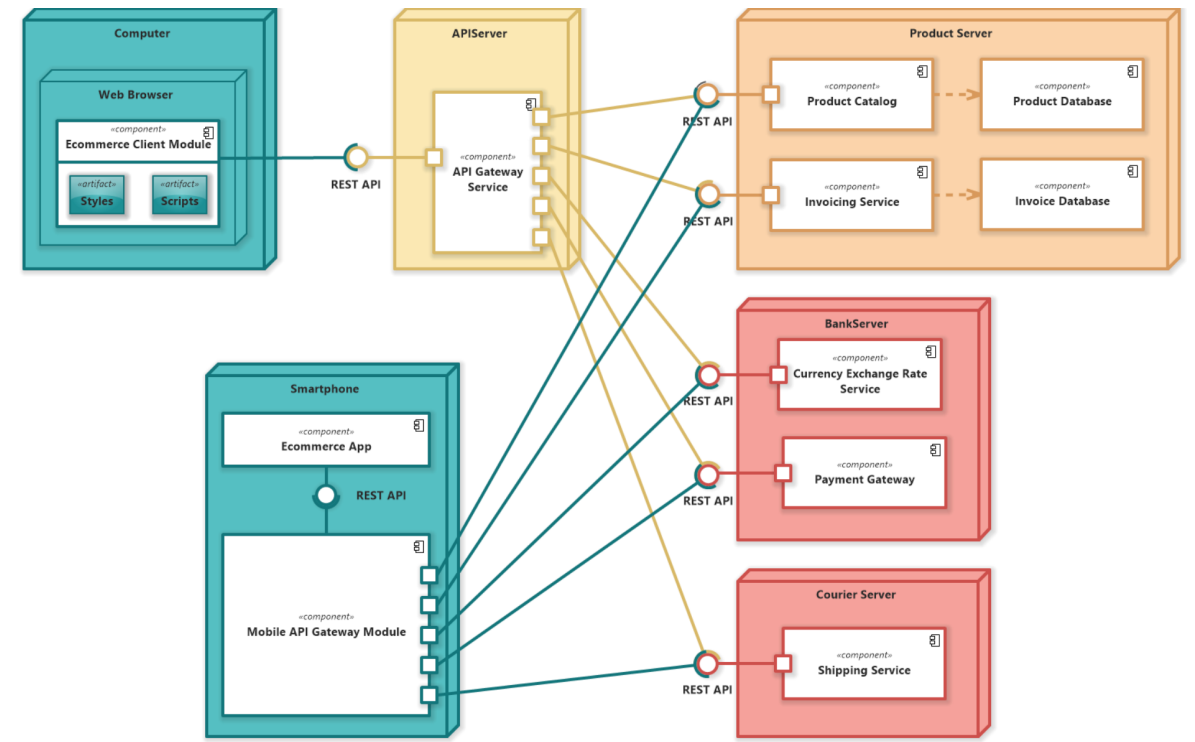 Computer
Web Browser
«component»
Ecommerce Client Module
«artifact»
Styles
«artifact»
Scripts
REST API
APIServer
«component»
API Gateway
Service
Product Server
REST API
«component»
Product Catalog
«component»
Product Database
REST API
«component»
Invoicing Service
«component»
Invoice Database
BankServer
REST API
«component»
Currency Exchange Rate
Service
REST API
«component»
Payment Gateway
Smartphone
«component»
Ecommerce App
REST API
«component»
Mobile API Gateway Module
Courier Server
REST API
«component»
Shipping Service